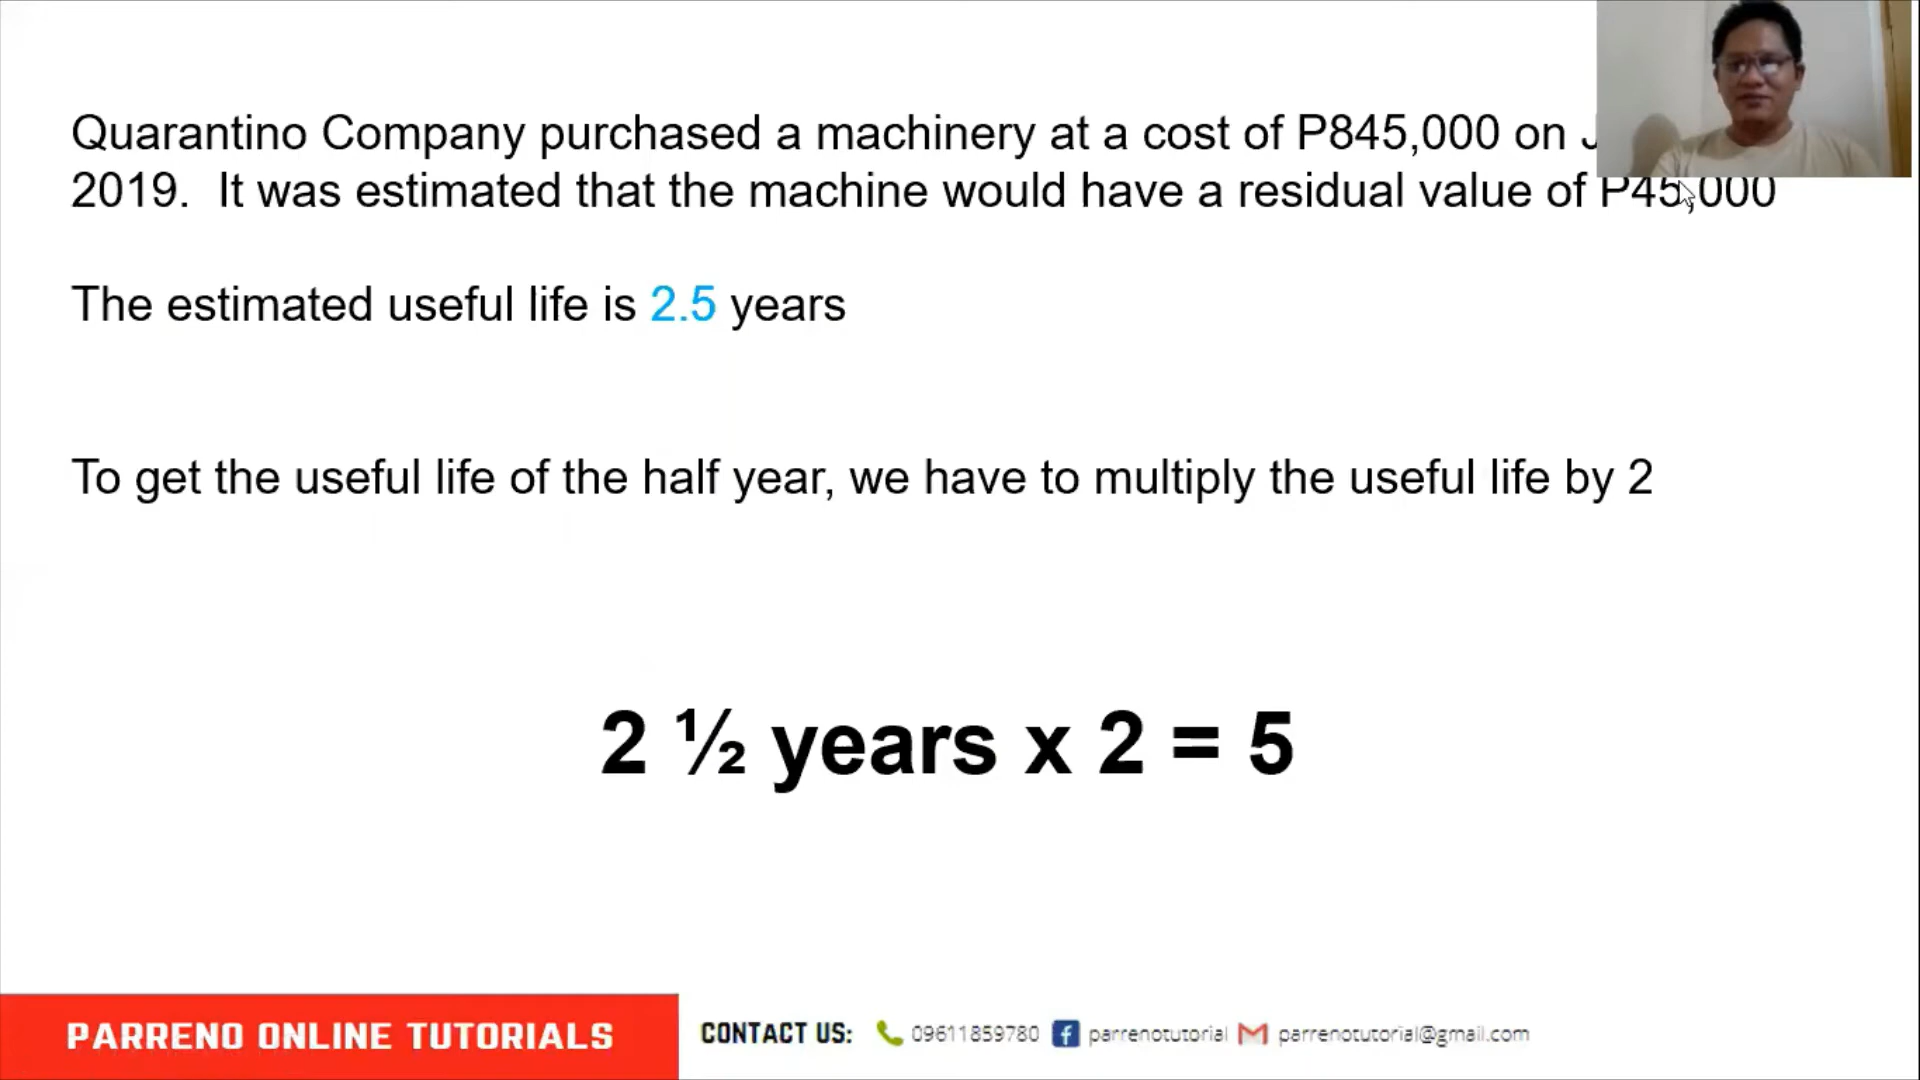 Quarantino Company purchased a machinery at a cost of P845,000 on
2019. It was estimated that the machine would have a residual value of P45,000
The estimated useful life is 2.5 years
To get the useful life of the half year, we have to multiply the useful life by 2
2 ½ years x 2 = 5
PARRENO ONLINE TUTORIALS
CONTACT US: 09611859780 parrenotutorial parrenotutorial@gmail.com